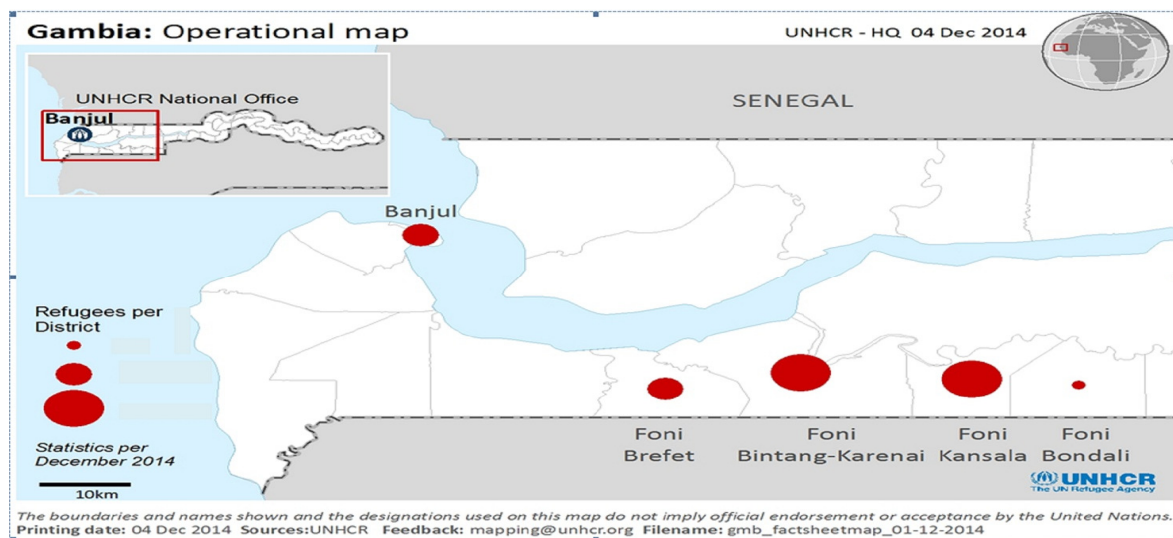 Gambia: Operational map
UNHCR - HQ 04 Dec 2014
UNHCR National Office
Banjul
SENEGAL
Banjul
Refugees per
District
Statistics per
December 2014
10km
Foni
Brefet
Foni
Bintang-Karenai
Foni
Kansala
Foni
Bondali
UNHCR
The UN Refugee Agency
The boundaries and names shown and the designations used on this map do not imply official endorsement or acceptance by the United Nations.
Printing date: 04 Dec 2014 Sources:UNHCR Feedback: mapping@unhcr.org Filename: gmb_factsheetmap_01-12-2014